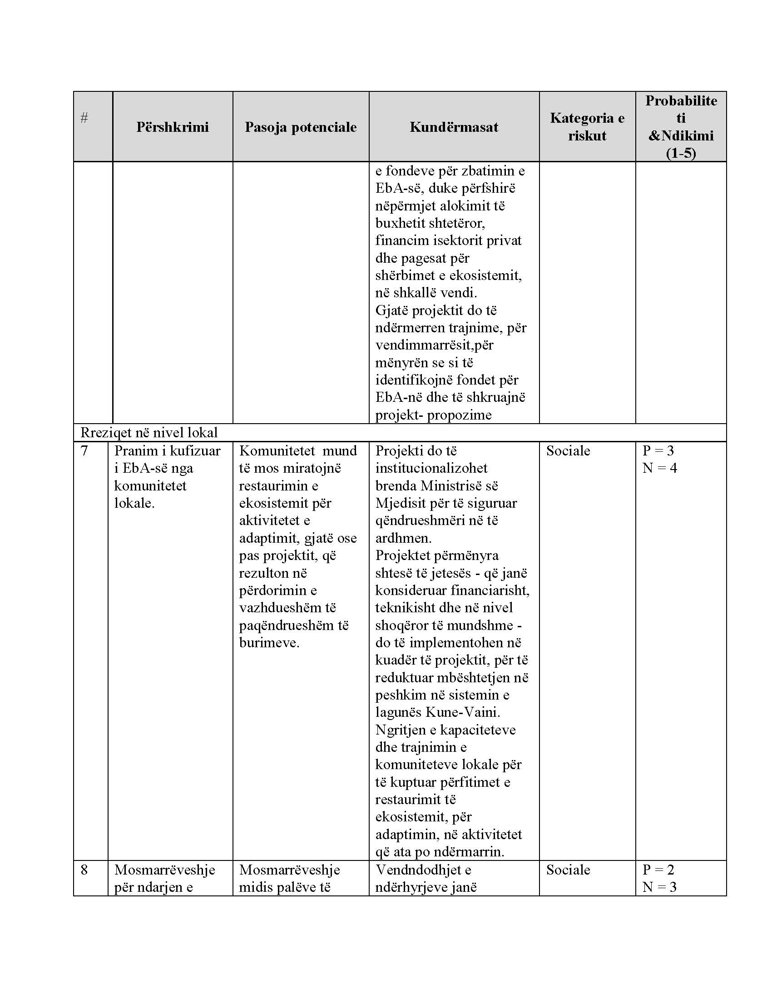 #
Përshkrimi
Pasoja potenciale
Kundërmasat
Kategoria e
riskut
Probabilite
ti
&Ndikimi
(1-5)
e fondeve për zbatimin e
EbA-së, duke përfshirë
nëpërmjet alokimit të
buxhetit shtetëror,
financim isektorit privat
dhe pagesat për
shërbimet e ekosistemit,
në shkallë vendi.
Gjatë projektit do të
ndërmerren trajnime, për
vendimmarrësit,për
mënyrën se si të
identifikojnë fondet për
EbA-në dhe të shkruajnë
projekt- propozime
Rreziqet në nivel lokal
7
Pranim i kufizuar
i EbA-së nga
komunitetet
lokale.
Komunitetet mund
të mos miratojnë
restaurimin e
ekosistemit për
aktivitetet e
adaptimit, gjatë ose
pas projektit, që
rezulton në
përdorimin e
vazhdueshëm të
paqëndrueshëm të
burimeve.
Projekti do të
institucionalizohet
brenda Ministrisë së
Mjedisit për të siguruar
qëndrueshmëri në të
ardhmen.
Projektet përmënyra
shtesë të jetesës - që janë
konsideruar financiarisht,
teknikisht dhe në nivel
shoqëror të mundshme -
do të implementohen në
kuadër të projektit, për të
reduktuar mbështetjen në
peshkim në sistemin e
lagunës Kune-Vaini.
Ngritjen e kapaciteteve
dhe trajnimin e
komuniteteve lokale për
të kuptuar përfitimet e
restaurimit të
ekosistemit, për
adaptimin, në aktivitetet
që ata po ndërmarrin.
Sociale
P = 3
N = 4
8
Mosmarrëveshje
për ndarjen e
Mosmarrëveshje
midis palëve të
Vendndodhjet e
ndërhyrjeve janë
Sociale
P = 2
N = 3